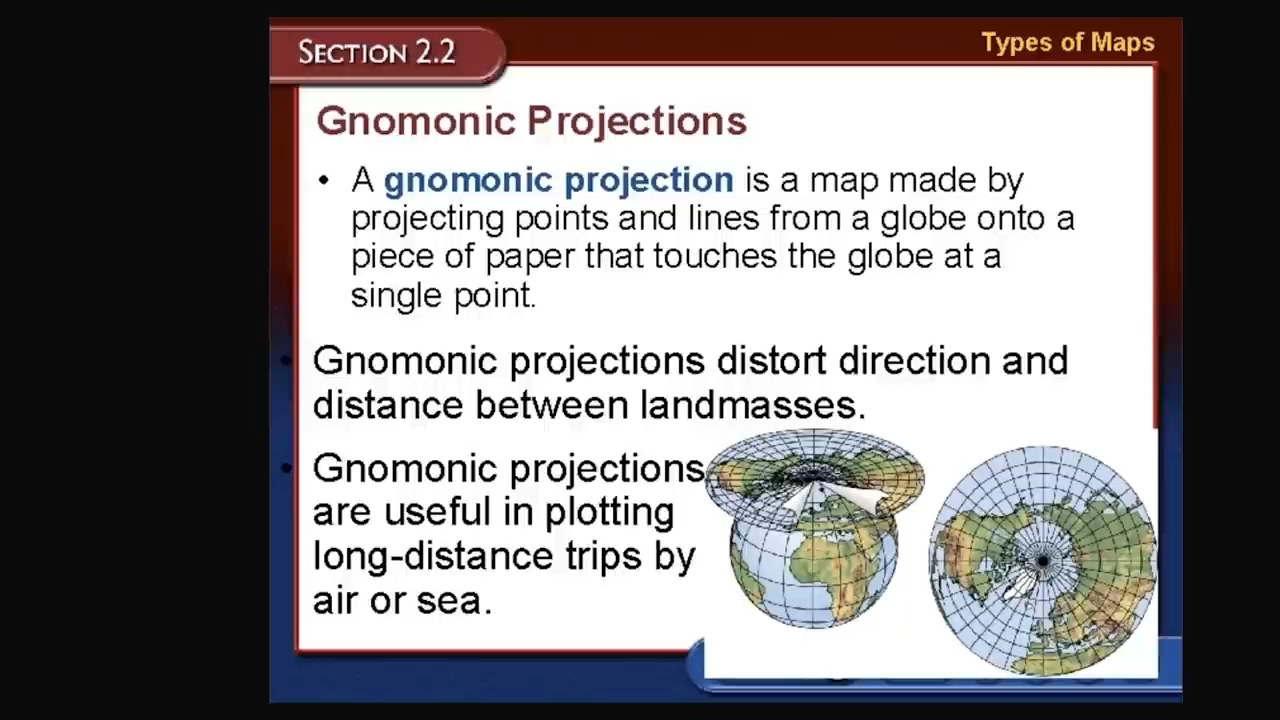 SECTION 2.2
Types of Maps
Gnomonic Projections
• A gnomonic projection is a map made by
projecting points and lines from a globe onto a
piece of paper that touches the globe at a
single point.
• Gnomonic projections distort direction and
distance between landmasses.
• Gnomonic projections
are useful in plotting
long-distance trips by
air or sea.